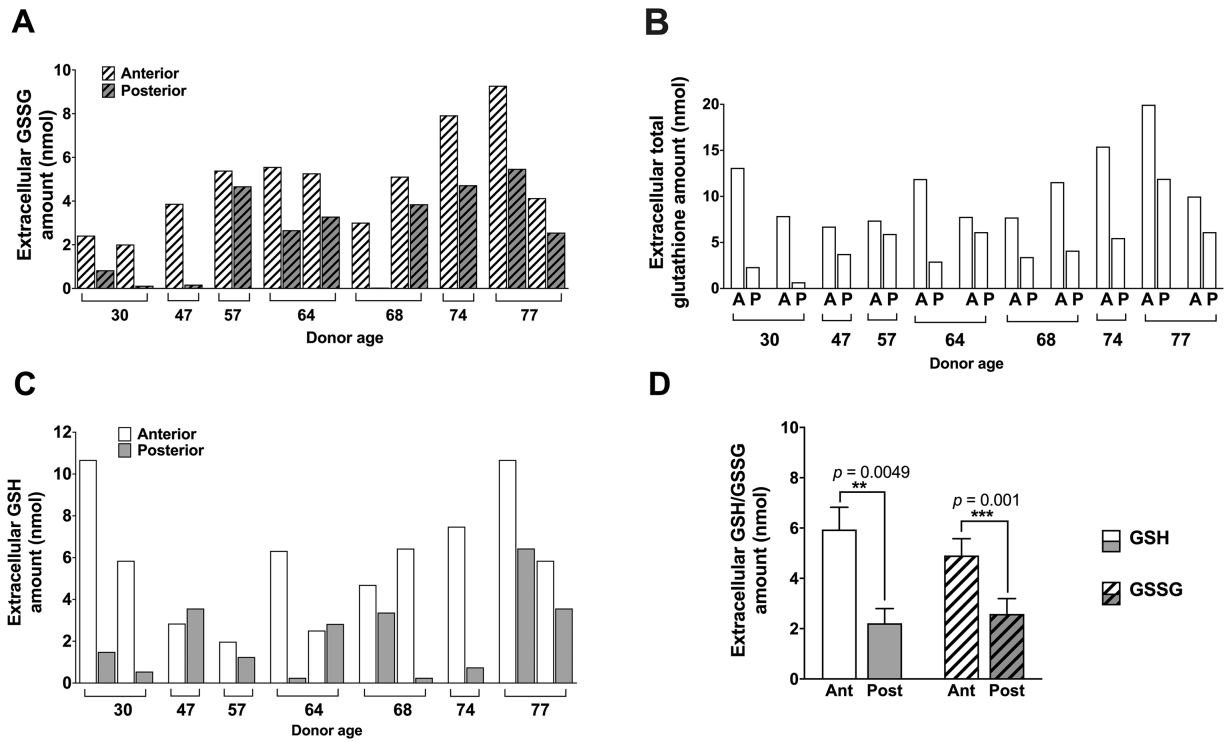 A
Extracellular GSSG
amount (nmol)
10
8
6
4
2
0
Anterior
Posterior
30 47 57 64 68 74 77
Donor age
B
Extracellular total
glutathione amount (nmol)
20
15
10
5
0
A P A P A P A P A P A P A P A P A P A P A P
30 47 57 64 68 74 77
Donor age
C
Extracellular GSH
amount (nmol)
12
10
8
6
4
2
0
Anterior
Posterior
30 47 57 64 68 74 77
Donor age
D
Extracellular GSH/GSSG
amount (nmol)
10
8
6
4
2
0
p = 0.0049
**
p = 0.001
***
Ant Post Ant Post
GSH
GSSG